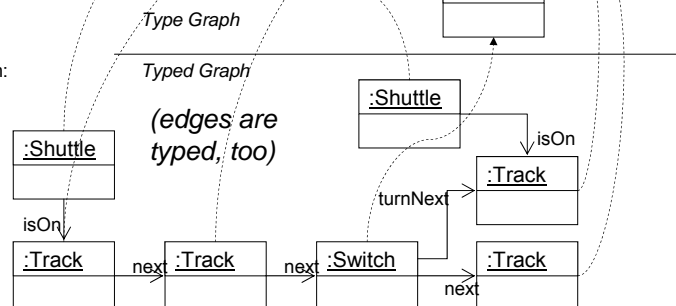 Type Graph
Typed Graph
n:
:Shuttle
(edges are
typed, too)
:Shuttle
isOn
:Track
turnNext
isOn
:Track
next
:Track
next
:Switch
:Track
next